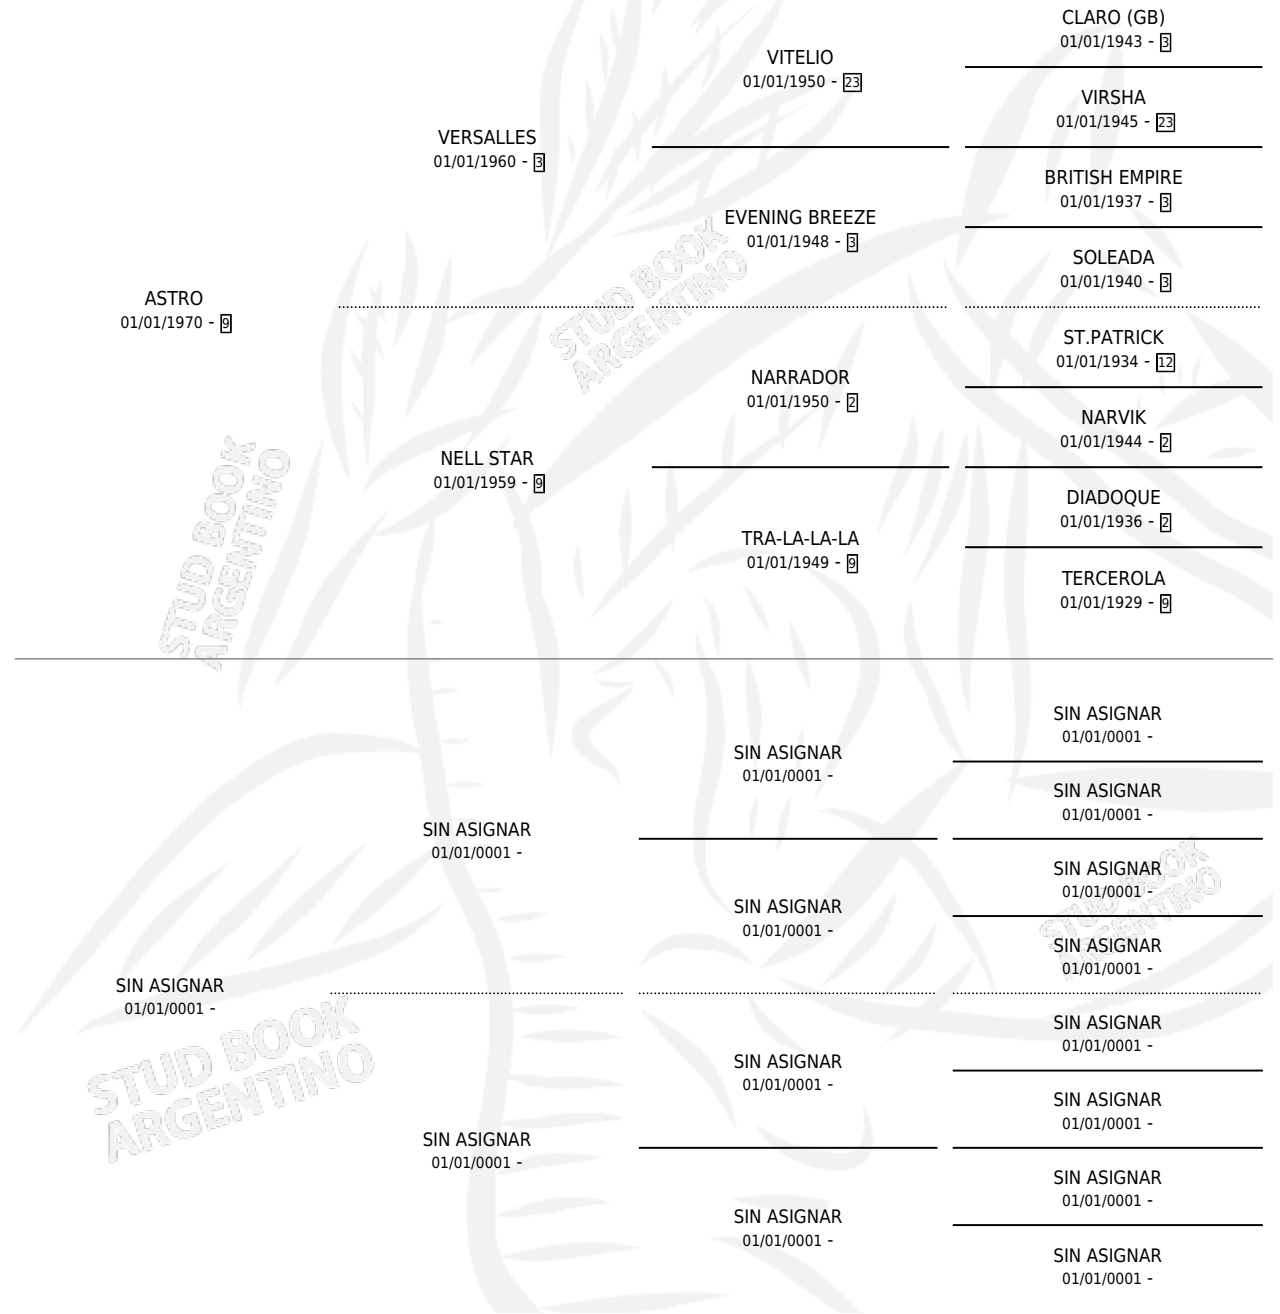 CLARO (GB)
01/01/1943 - 3
VITELIO
01/01/1950 - 23
VIRSHA
01/01/1945 - 23
VERSALLES
01/01/1960 - 3
BRITISH EMPIRE
01/01/1937 - 3
EVENING BREEZE
01/01/1948 - 3
SOLEADA
01/01/1940 - 3
ASTRO
01/01/1970 - 9
ST.PATRICK
01/01/1934 - 12
NARRADOR
01/01/1950 - 2
NARVIK
01/01/1944 - 2
NELL STAR
01/01/1959 - 9
DIADOQUE
01/01/1936 - 2
TRA-LA-LA-LA
01/01/1949 - 9
TERCEROLA
01/01/1929 - 9
SIN ASIGNAR
01/01/0001 -
SIN ASIGNAR
01/01/0001 -
SIN ASIGNAR
01/01/0001 -
SIN ASIGNAR
01/01/0001 -
SIN ASIGNAR
01/01/0001 -
SIN ASIGNAR
01/01/0001 -
SIN ASIGNAR
01/01/0001 -
SIN ASIGNAR
01/01/0001 -
SIN ASIGNAR
01/01/0001 -
SIN ASIGNAR
01/01/0001 -
SIN ASIGNAR
01/01/0001 -
SIN ASIGNAR
01/01/0001 -
SIN ASIGNAR
01/01/0001 -
SIN ASIGNAR
01/01/0001 -
SIN ASIGNAR
01/01/0001 -
STUD BOOK
ARGENTINO
STUD BOOK
ARGENTINO
STUD BOOK
ARGENTINO
STUD BOOK
ARGENTINO